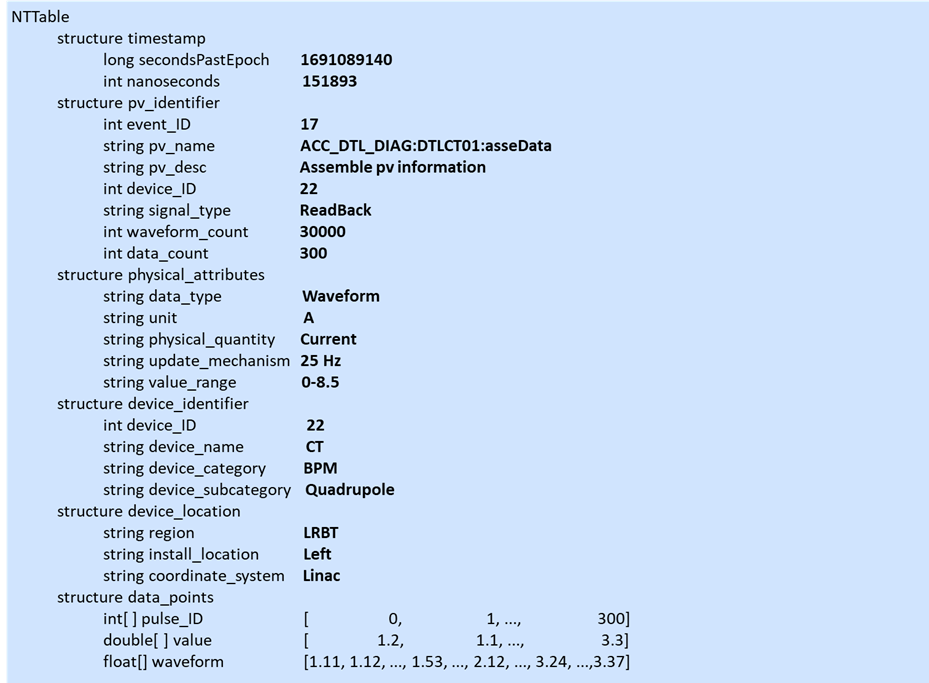 NTTable
structure timestamp
long secondsPastEpoch 1691089140
int nanoseconds 151893
structure pv_identifier
int event_ID 17
string pv_name ACC_DTL_DIAG:DTLCT01:asseData
string pv_desc Assemble pv information
int device_ID 22
string signal_type ReadBack
int waveform_count 30000
int data_count 300
structure physical_attributes
string data_type Waveform
string unit A
string physical_quantity Current
string update_mechanism 25 Hz
string value_range 0-8.5
structure device_identifier
int device_ID 22
string device_name CT
string device_category BPM
string device_subcategory Quadrupole
structure device_location
string region LRBT
string install_location Left
string coordinate_system Linac
structure data_points
int[ ] pulse_ID [ 0, 1, ..., 300]
double[ ] value [ 1.2, 1.1, ..., 3.3]
float[] waveform [1.11, 1.12, ..., 1.53, ..., 2.12, ..., 3.24, ...,3.37]